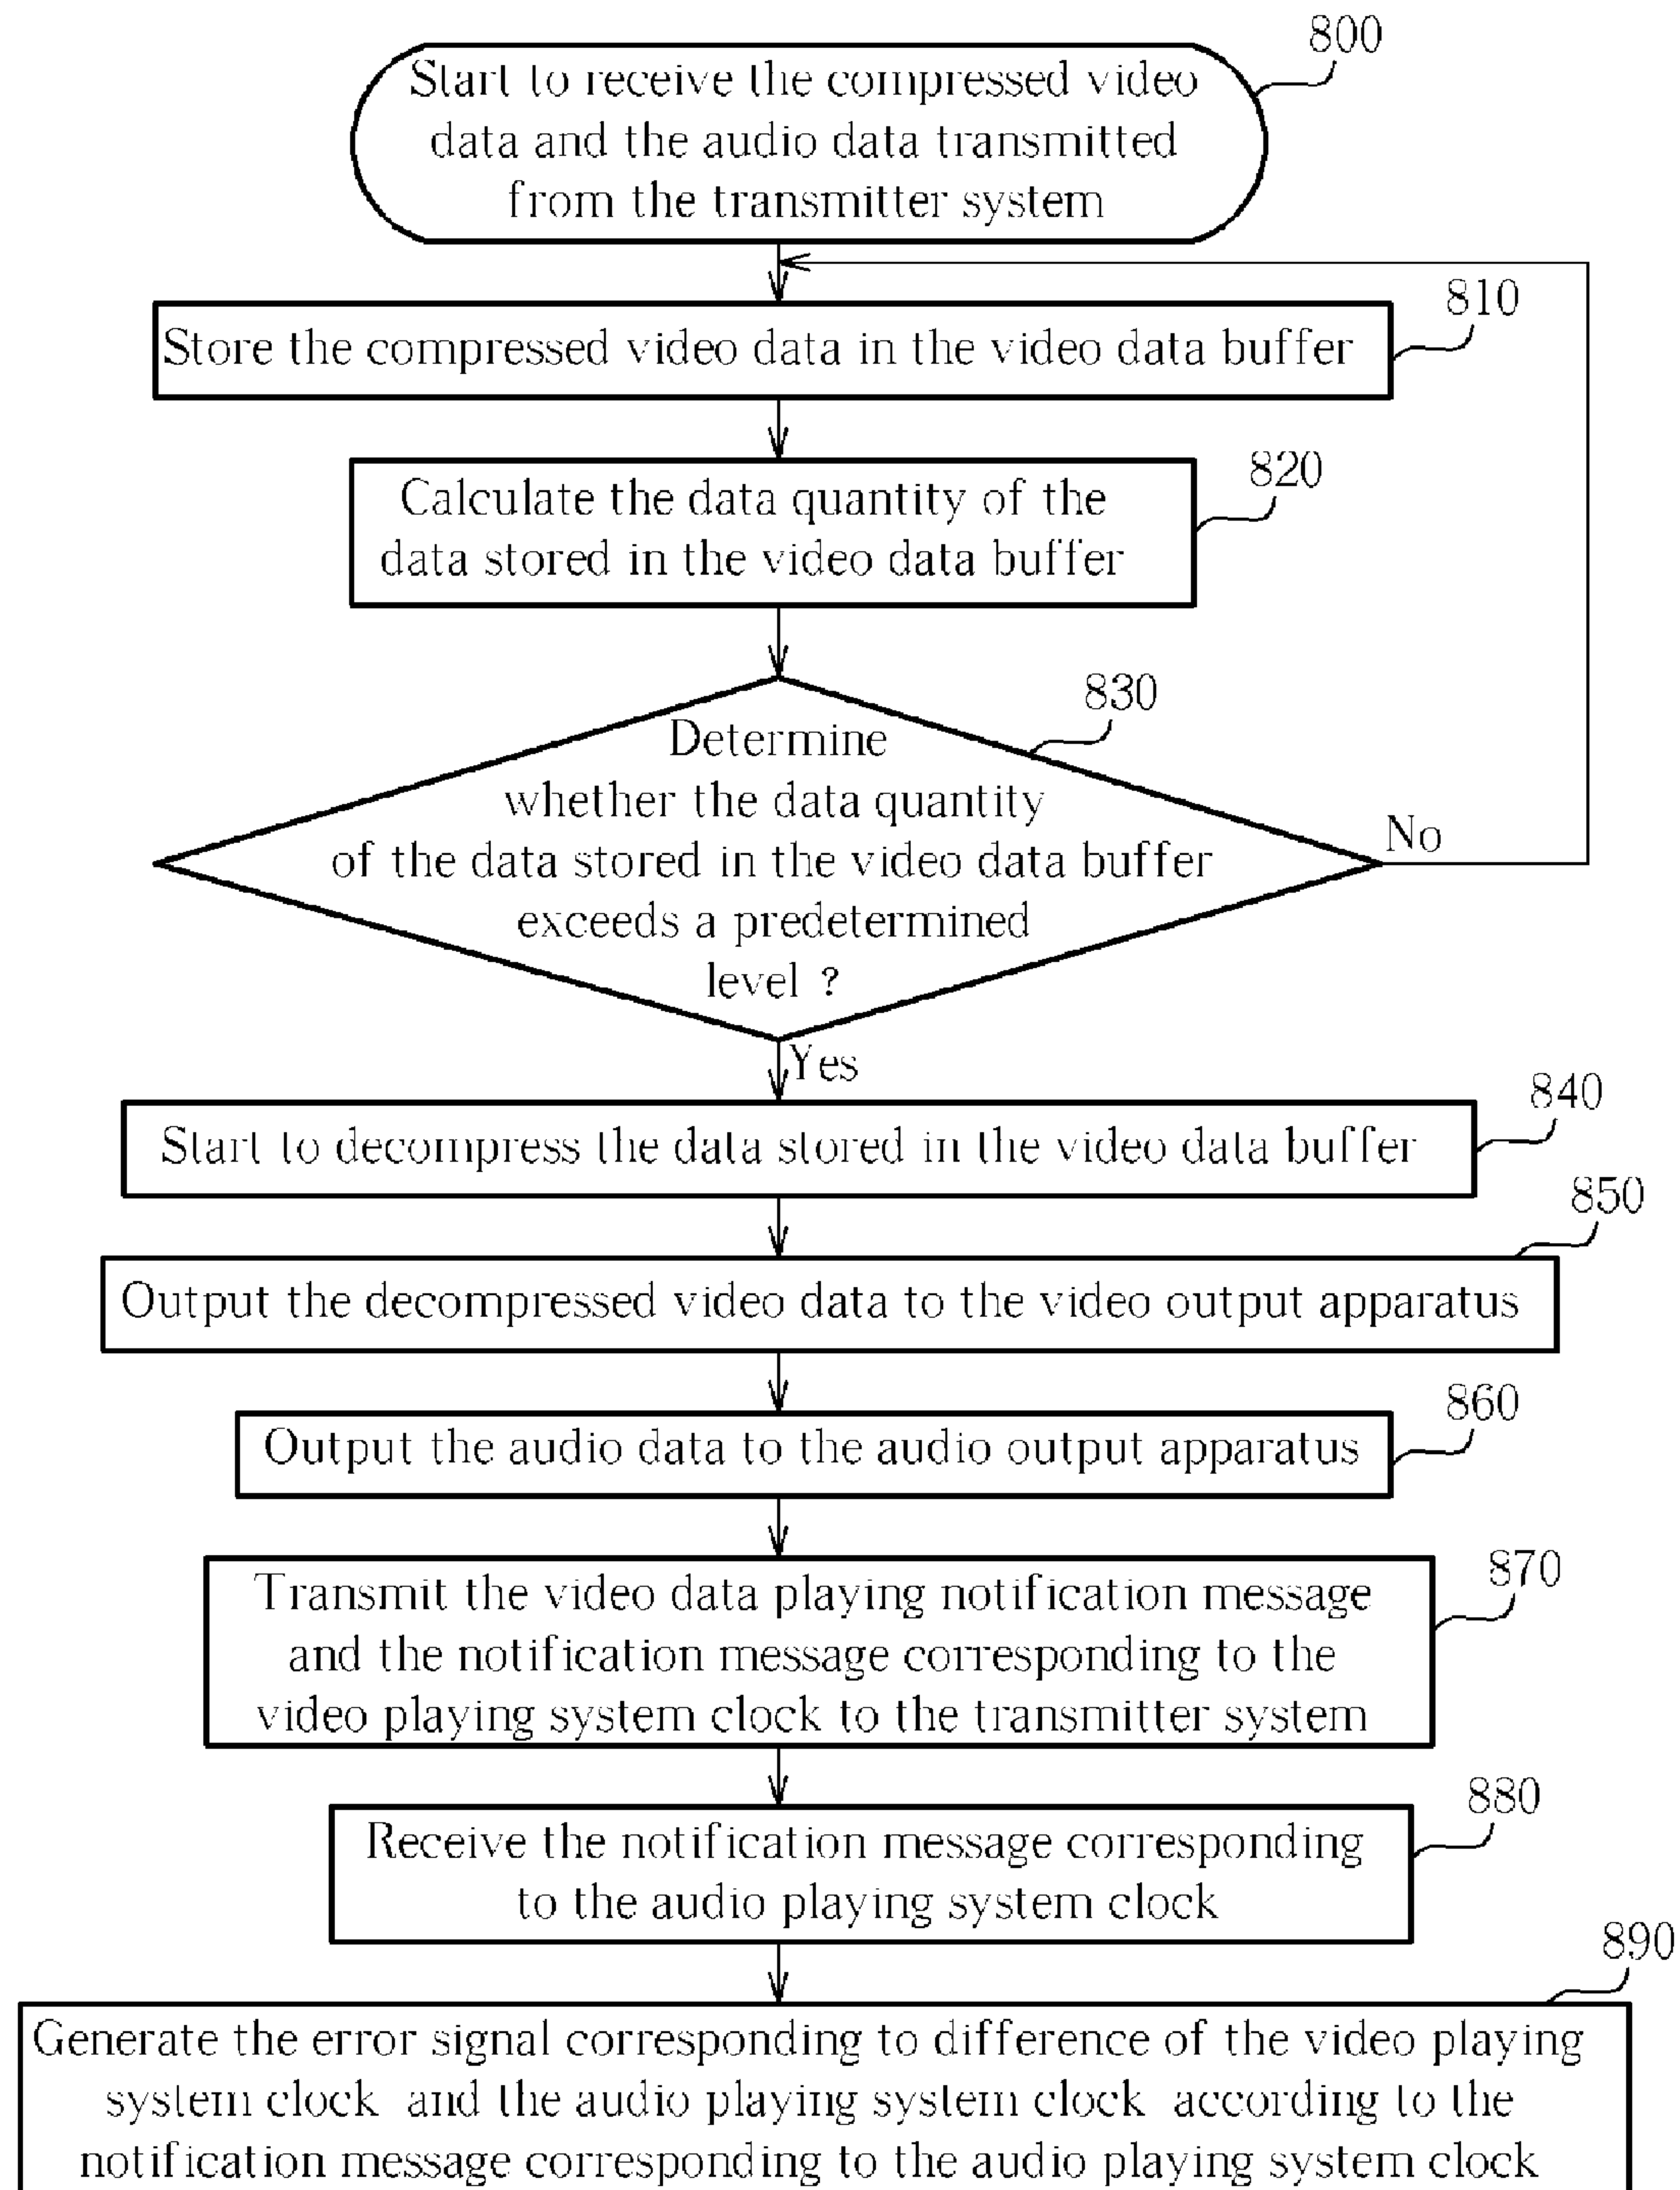 800
Start to receive the compressed video
data and the audio data transmitted
from the transmitter system
810
Store the compressed video data in the video data buffer
820
Calculate the data quantity of the
data stored in the video data buffer
830
Determine
whether the data quantity
of the data stored in the video data buffer
exceeds a predetermined
level ?
No
Yes
840
Start to decompress the data stored in the video data buffer
850
Output the decompressed video data to the video output apparatus
860
Output the audio data to the audio output apparatus
870
Transmit the video data playing notification message
and the notification message corresponding to the
video playing system clock to the transmitter system
880
Receive the notification message corresponding
to the audio playing system clock
890
Generate the error signal corresponding to difference of the video playing
system clock and the audio playing system clock according to the
notification message corresponding to the audio playing system clock